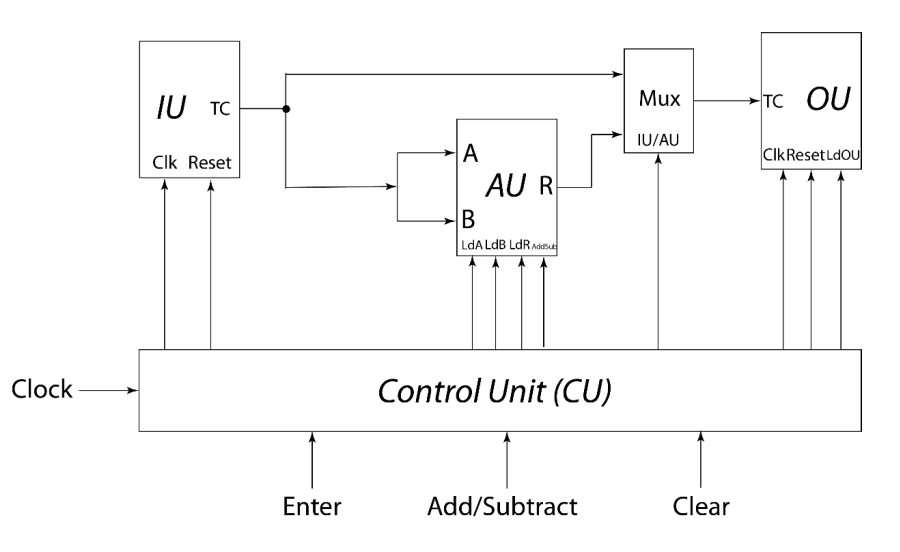 IU TC
Clk Reset
A
AU R
B
LdA LdB LdR AddSub
Mux
IU/AU
TC OU
Clk Reset LdOU
Clock
Control Unit (CU)
Enter
Add/Subtract
Clear